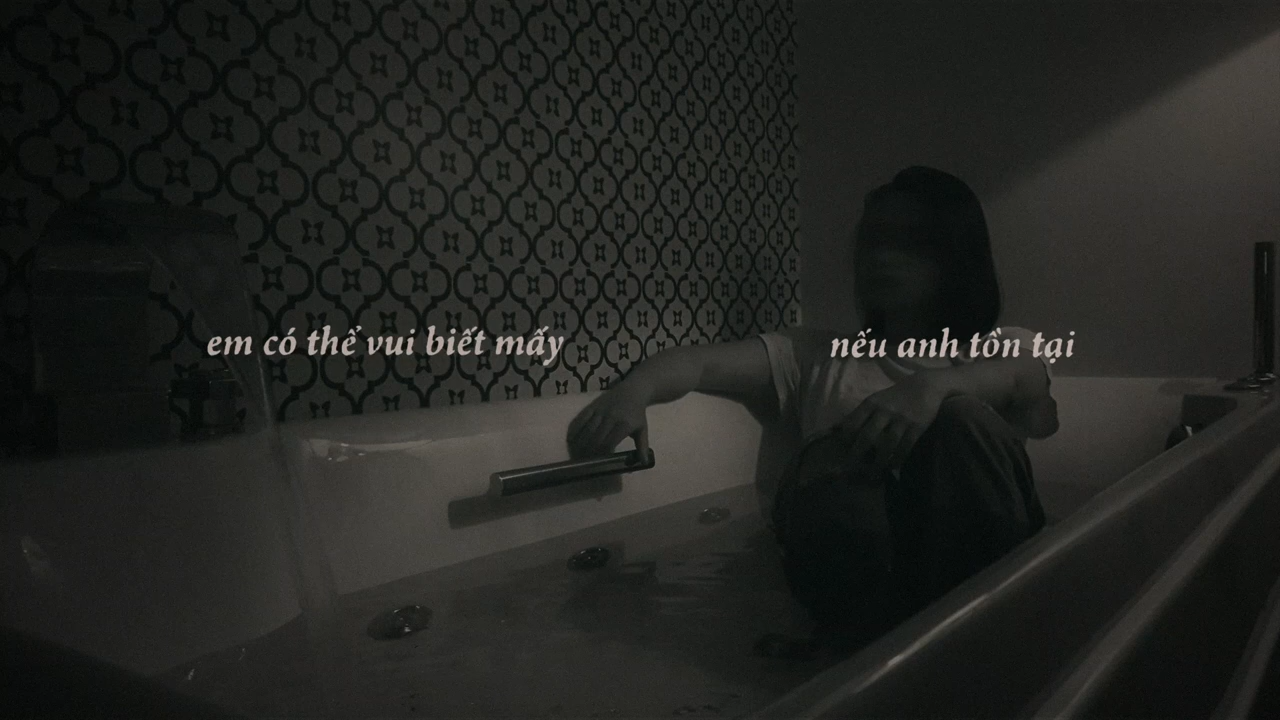 em có thể vui biết mấy
nếu anh tồn tại